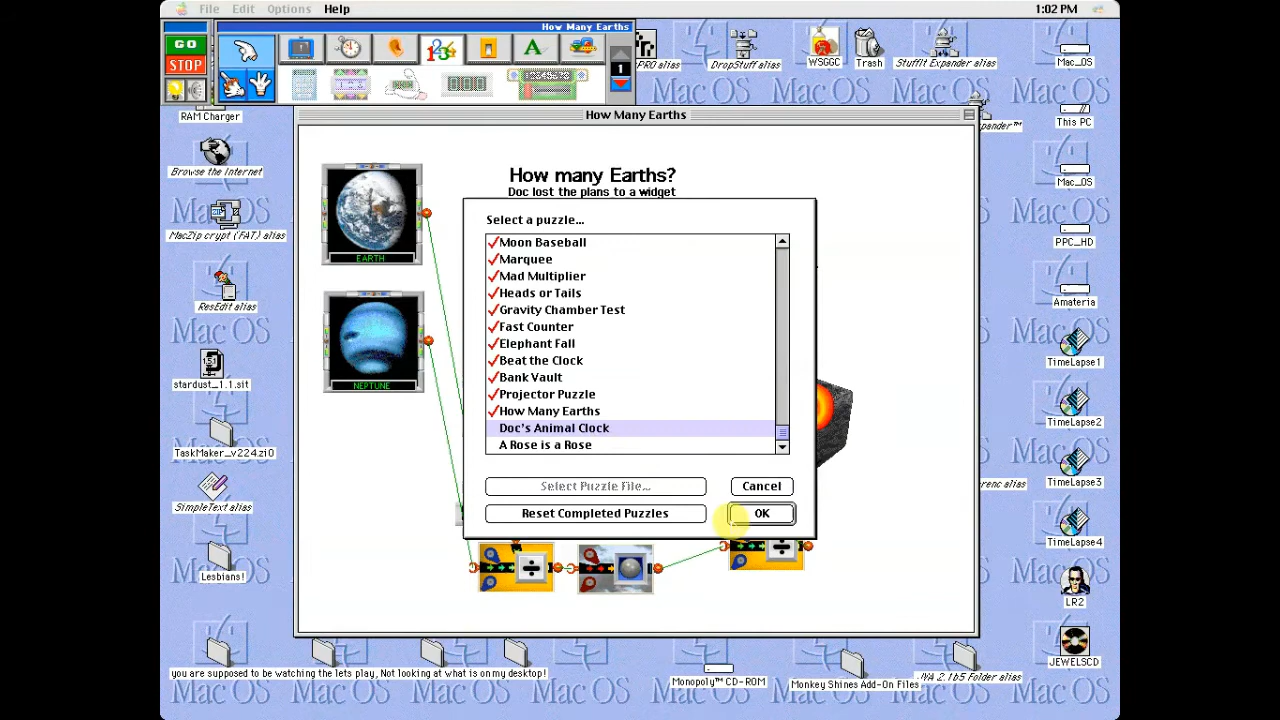 File Edit Options Help
1:02 PM
How Many Earths
GO
STOP
A
1
PRO alias
DropStuff™ alias
WSGGC
Trash
StuffIt Expander™ alias
Mac_OS
RAM Charger
How Many Earths
This PC
Browse the Internet
Mac_OS
MacZip crypt (FAT) alias
PPC_HD
ResEdit alias
Amateria
stardust_1.1.sit
TimeLapse1
TaskMaker_v224.zi0
TimeLapse2
SimpleText alias
TimeLapse3
Lesbians!
TimeLapse4
LR2
JEWELSCD
How many Earths?
Doc lost the plans to a widget
EARTH
NEPTUNE
Select a puzzle...
Moon Baseball
Marquee
Mad Multiplier
Heads or Tails
Gravity Chamber Test
Fast Counter
Elephant Fall
Beat the Clock
Bank Vault
Projector Puzzle
How Many Earths
Doc's Animal Clock
A Rose is a Rose
Select Puzzle File...
Cancel
Reset Completed Puzzles
OK
you are supposed to be watching the lets play, Not looking at what is on my desktop!
Monopoly™ CD-ROM
Monkey Shines Add-On Files
Mac OS